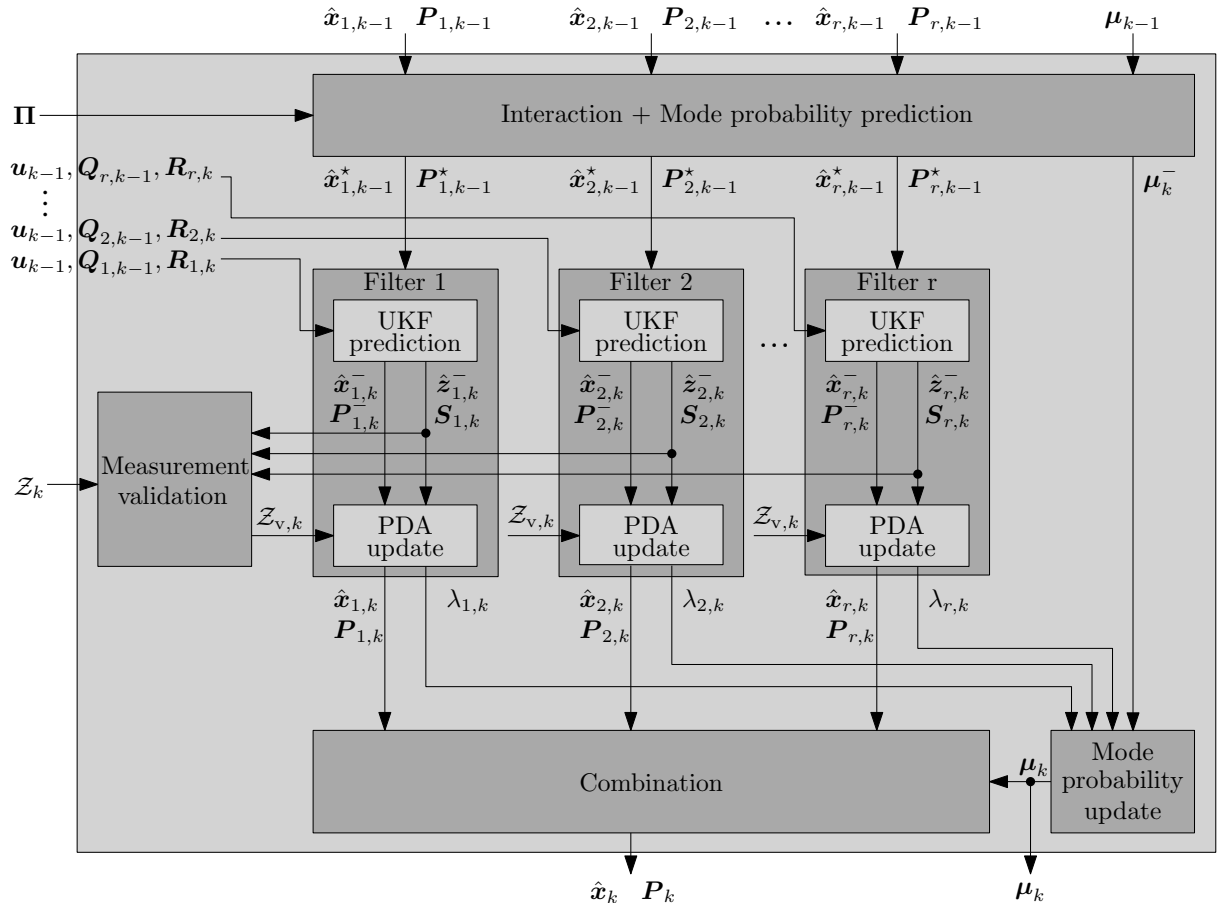 x̂_{1,k−1} P_{1,k−1} x̂_{2,k−1} P_{2,k−1} ... x̂_{r,k−1} P_{r,k−1} μ_{k−1}
Π
Interaction + Mode probability prediction
u_{k−1}, Q_{r,k−1}, R_{r,k}
⋮
u_{k−1}, Q_{2,k−1}, R_{2,k}
u_{k−1}, Q_{1,k−1}, R_{1,k}
x̂^⋆_{1,k−1} P^⋆_{1,k−1} x̂^⋆_{2,k−1} P^⋆_{2,k−1} x̂^⋆_{r,k−1} P^⋆_{r,k−1} μ^−_k
Filter 1
UKF
prediction
x̂^−_{1,k} ẑ^−_{1,k}
P^−_{1,k} S_{1,k}
Filter 2
UKF
prediction
x̂^−_{2,k} ẑ^−_{2,k}
P^−_{2,k} S_{2,k}
...
Filter r
UKF
prediction
x̂^−_{r,k} ẑ^−_{r,k}
P^−_{r,k} S_{r,k}
Z_k
Measurement
validation
Z_{v,k}
PDA
update
Z_{v,k}
PDA
update
Z_{v,k}
PDA
update
x̂_{1,k} λ_{1,k}
P_{1,k}
x̂_{2,k} λ_{2,k}
P_{2,k}
x̂_{r,k} λ_{r,k}
P_{r,k}
Combination
μ_k
Mode
probability
update
x̂_k P_k
μ_k